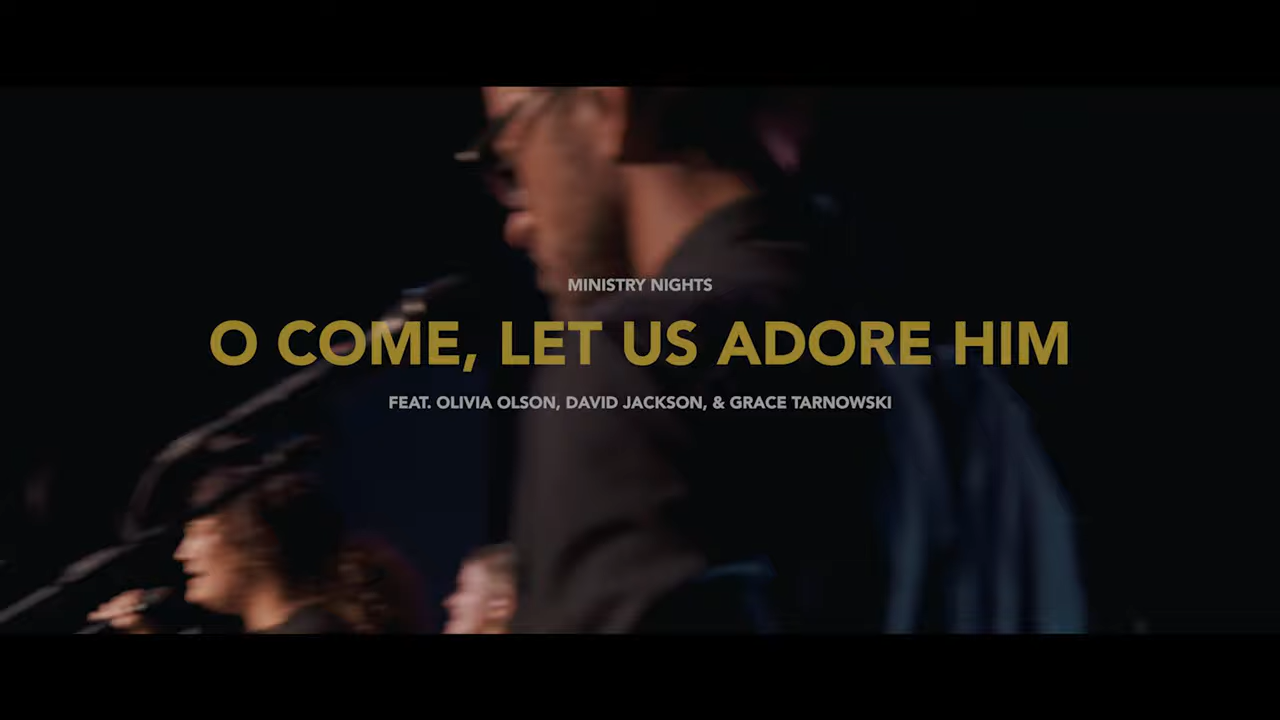 MINISTRY NIGHTS
O COME, LET US ADORE HIM
FEAT. OLIVIA OLSON, DAVID JACKSON, & GRACE TARNOWSKI